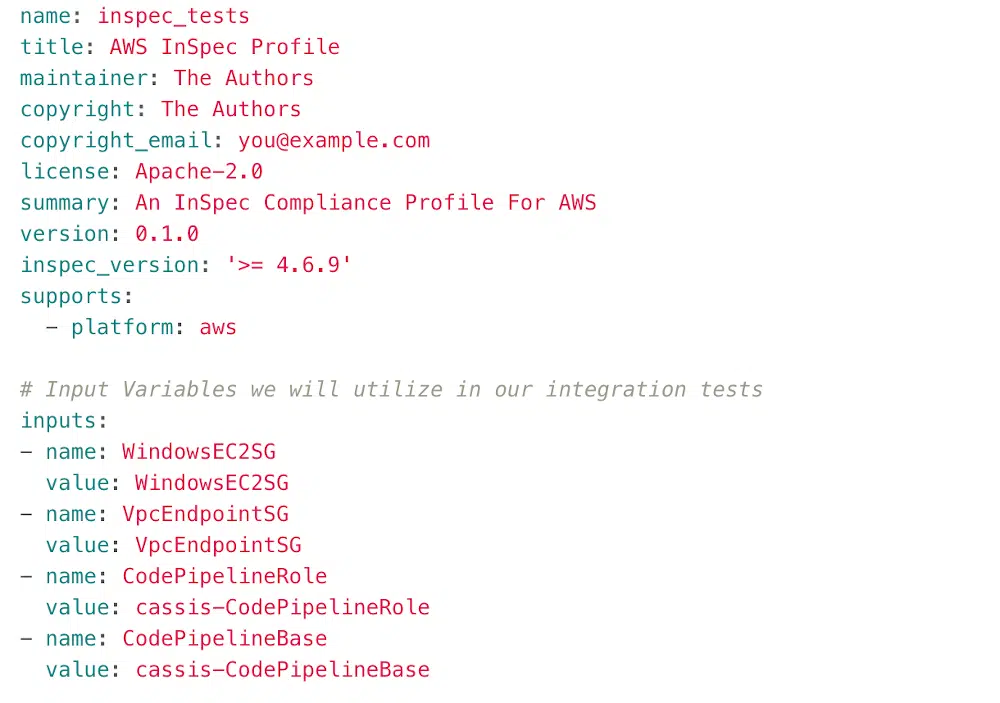 name: inspec_tests
title: AWS InSpec Profile
maintainer: The Authors
copyright: The Authors
copyright_email: you@example.com
license: Apache-2.0
summary: An InSpec Compliance Profile For AWS
version: 0.1.0
inspec_version: '>= 4.6.9'
supports:
  - platform: aws

# Input Variables we will utilize in our integration tests
inputs:
- name: WindowsEC2SG
  value: WindowsEC2SG
- name: VpcEndpointSG
  value: VpcEndpointSG
- name: CodePipelineRole
  value: cassis-CodePipelineRole
- name: CodePipelineBase
  value: cassis-CodePipelineBase